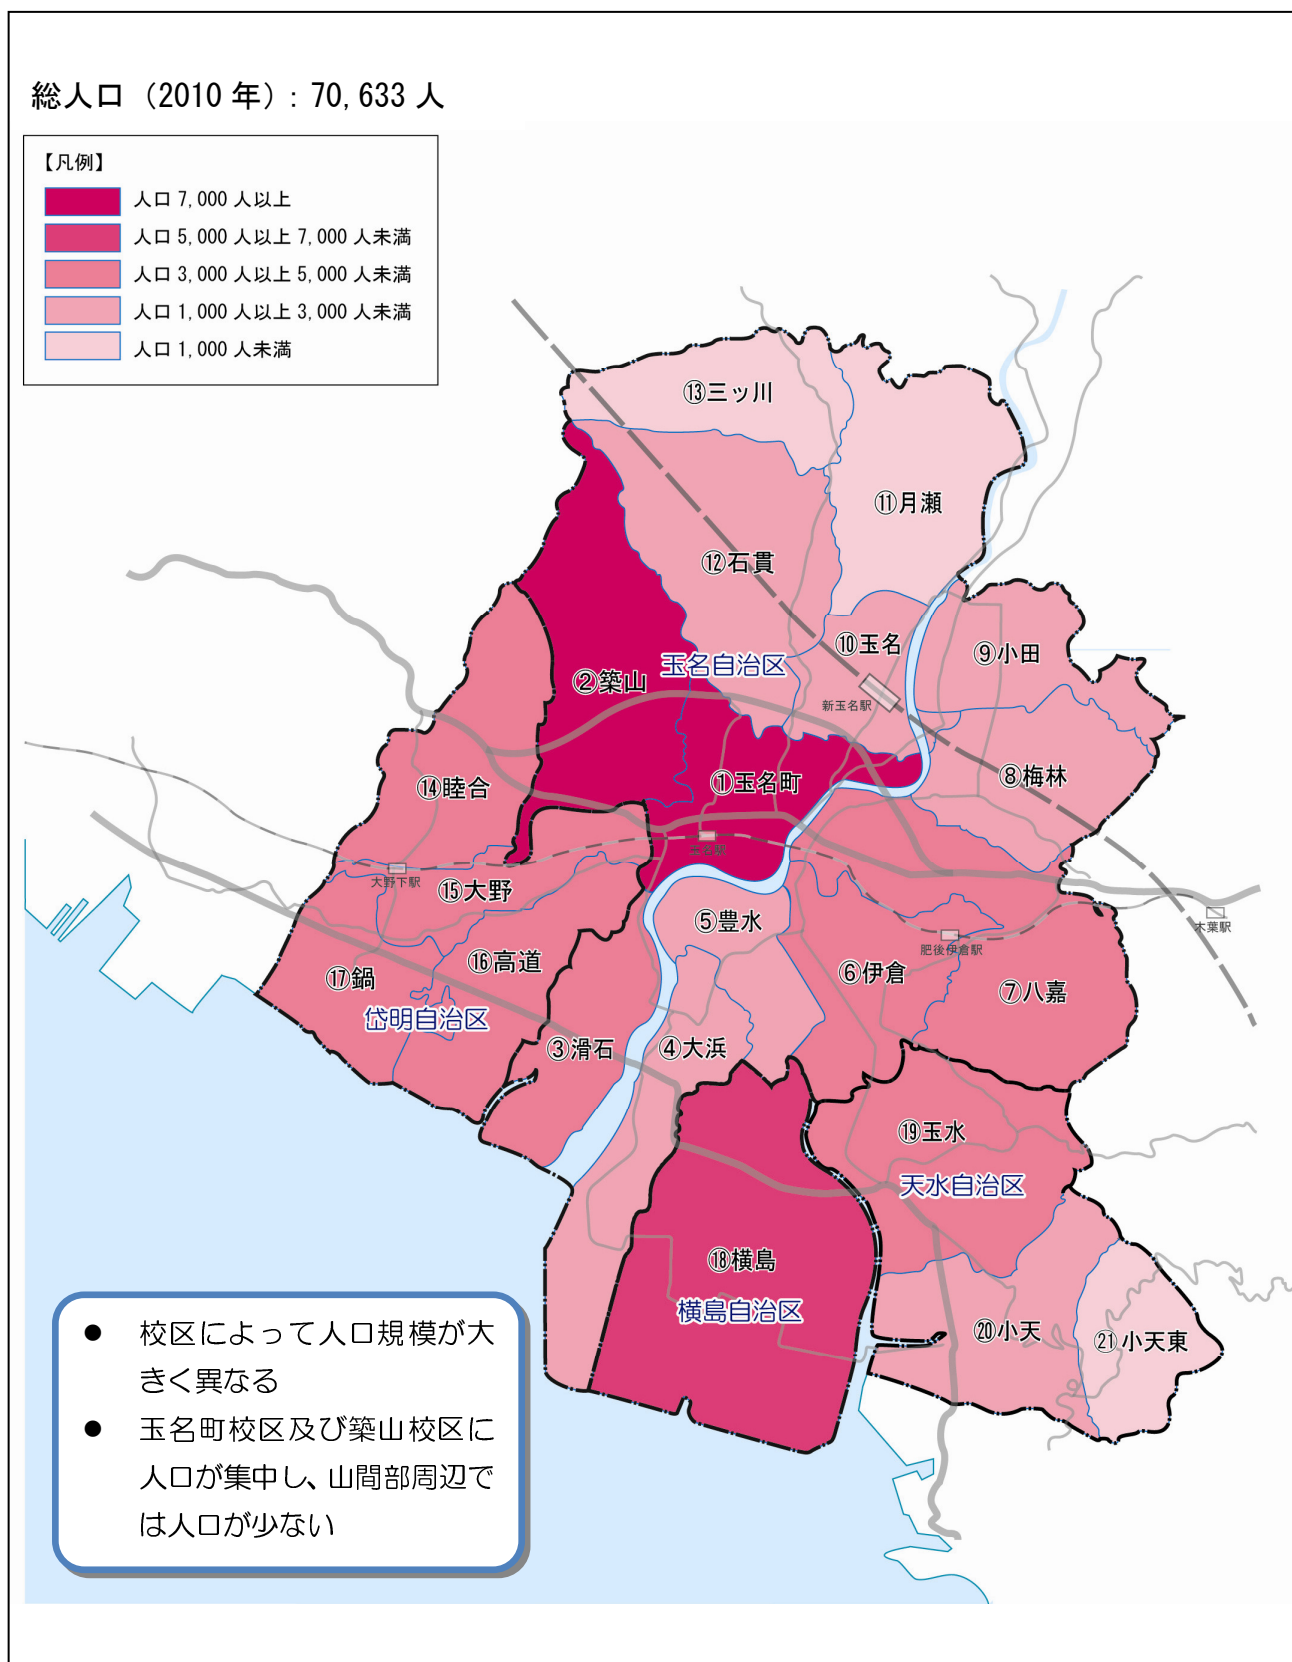 総人口（2010年）：70,633人
【凡例】
人口7,000人以上
人口5,000人以上7,000人未満
人口3,000人以上5,000人未満
人口1,000人以上3,000人未満
人口1,000人未満
⑬三ッ川
⑪月瀬
⑫石貫
⑩玉名
⑨小田
玉名自治区
②築山
新玉名駅
⑧梅林
①玉名町
⑭睦合
玉名駅
大野下駅
⑮大野
⑤豊水
木葉駅
肥後伊倉駅
⑯高道
⑰鍋
⑥伊倉
⑦八嘉
岱明自治区
③滑石
④大浜
⑲玉水
天水自治区
⑱横島
横島自治区
⑳小天
㉑小天東
● 校区によって人口規模が大
きく異なる
● 玉名町校区及び築山校区に
人口が集中し、山間部周辺で
は人口が少ない